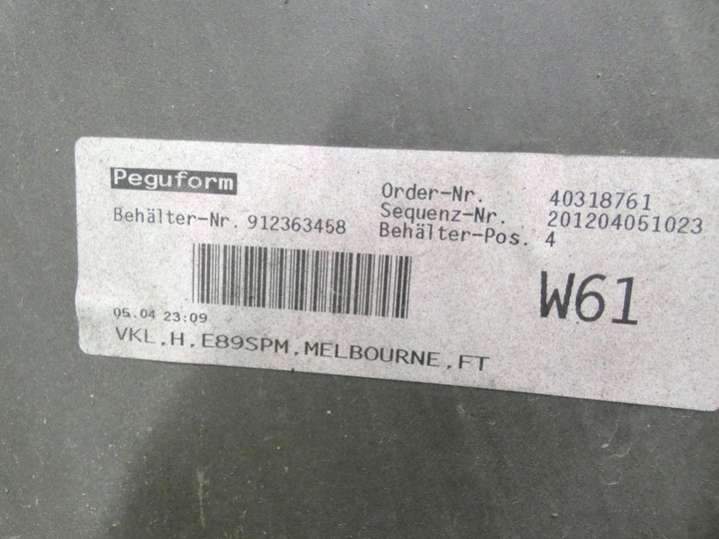 Peguform
Behälter-Nr. 912363458
Order-Nr. 40318761
Sequenz-Nr. 201204051023
Behälter-Pos. 4
W61
05.04 23:09
VKL.H.E89SPM.MELBOURNE.FT